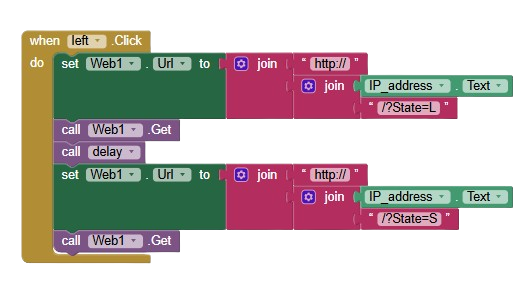 when left .Click
do set Web1 . Url to join " http:// "
join IP_address . Text
" /?State=L "
call Web1 .Get
call delay
set Web1 . Url to join " http:// "
join IP_address . Text
" /?State=S "
call Web1 .Get